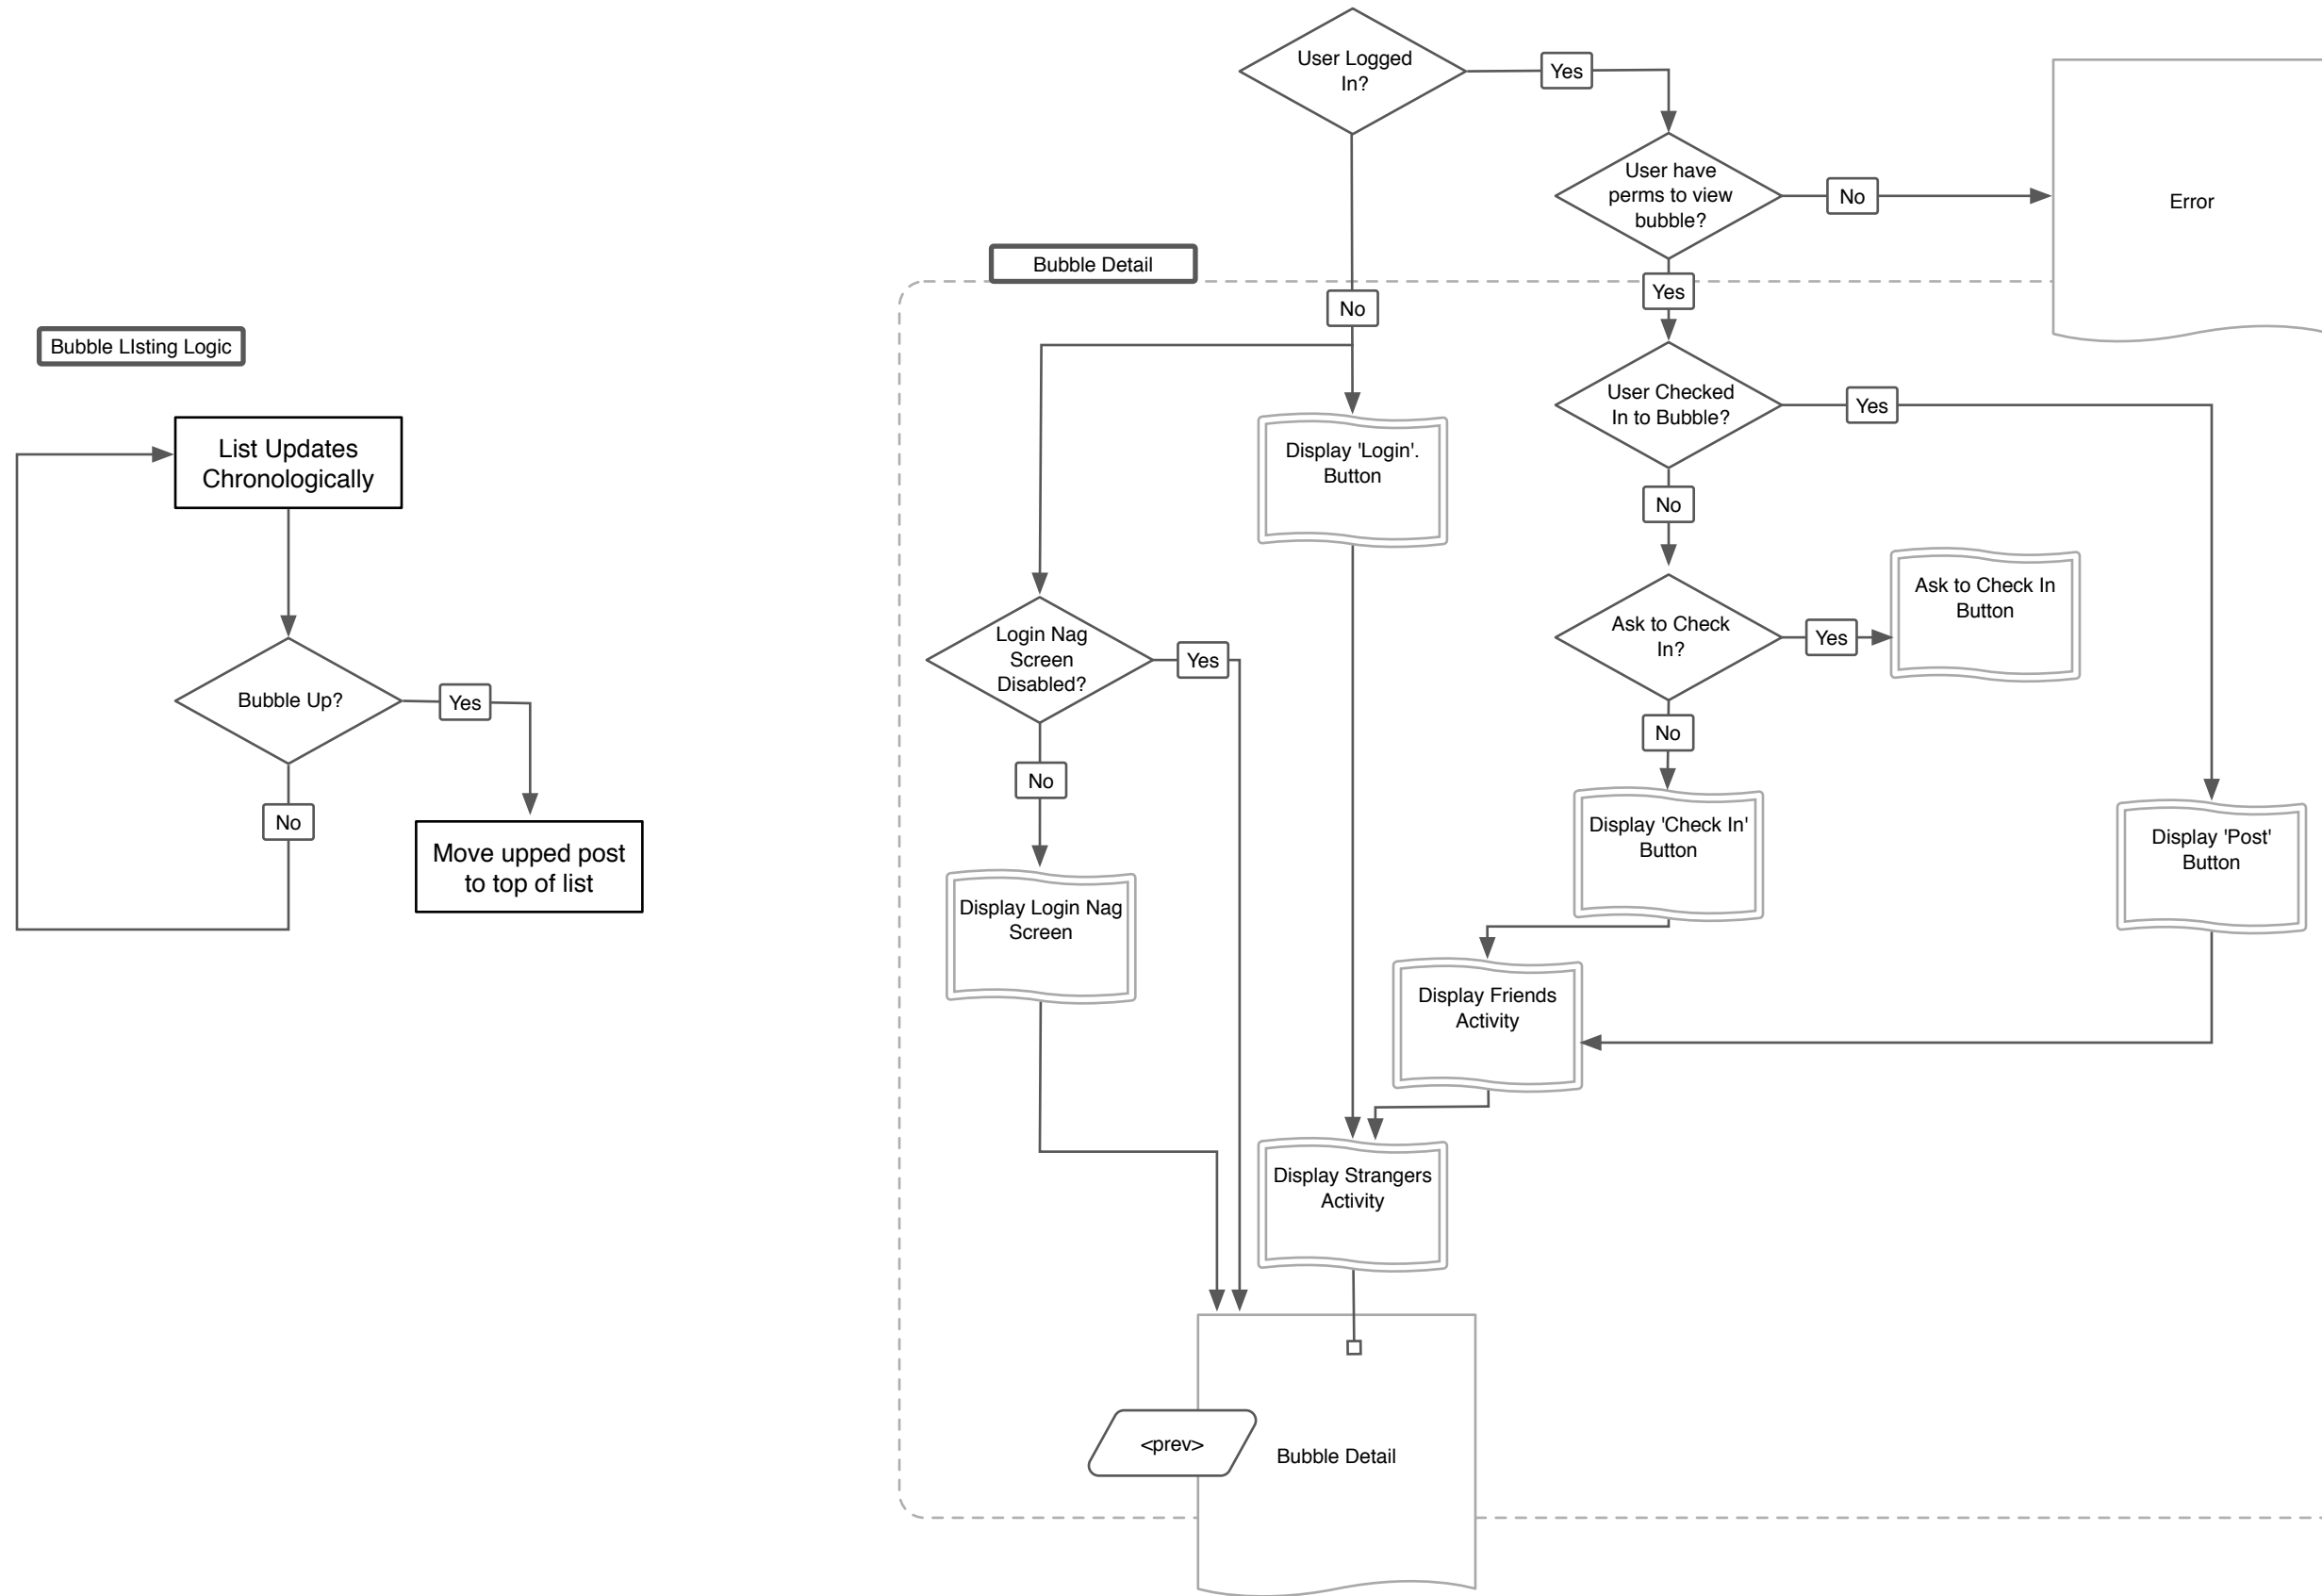 User Logged
In?
Yes
User have
perms to view
bubble?
No
Error
Bubble Detail
Yes
No
Bubble LIsting Logic
User Checked
In to Bubble?
Yes
List Updates
Chronologically
Display 'Login'.
Button
No
Ask to Check In
Button
Ask to Check
In?
Yes
Login Nag
Screen
Disabled?
Yes
Bubble Up?
Yes
No
No
No
Display 'Check In'
Button
Display 'Post'
Button
Move upped post
to top of list
Display Login Nag
Screen
Display Friends
Activity
Display Strangers
Activity
<prev>
Bubble Detail